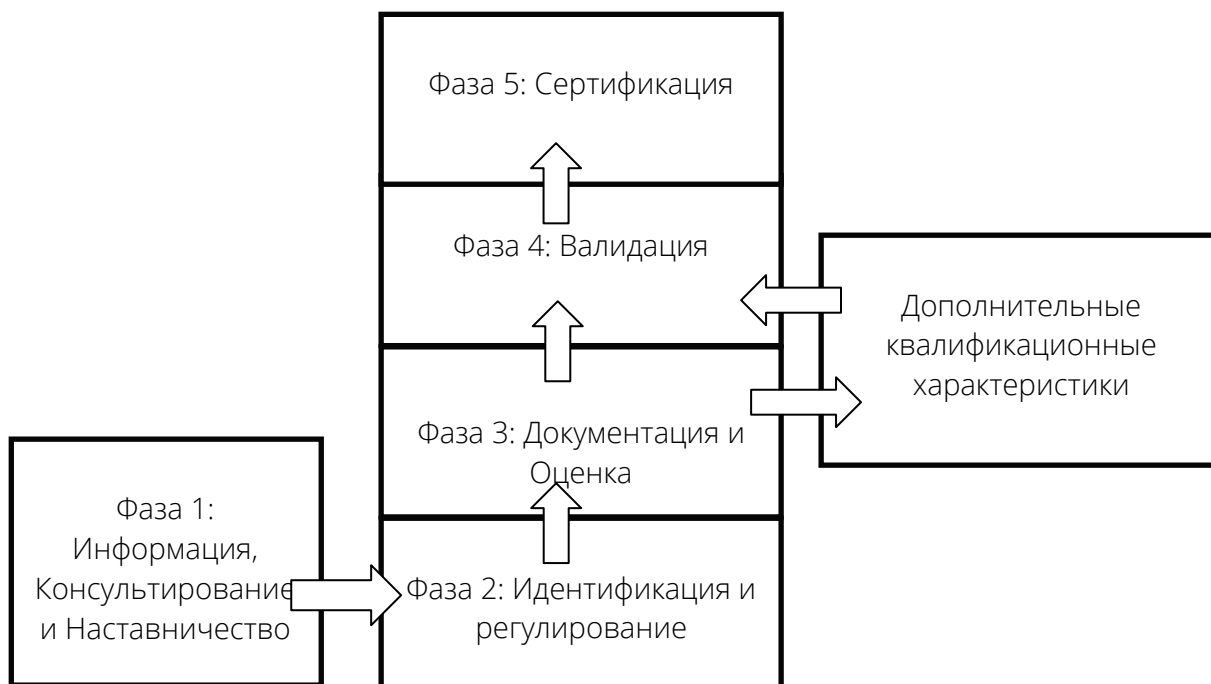 Фаза 5: Сертификация
Фаза 4: Валидация
Дополнительные
квалификационные
характеристики
Фаза 3: Документация и
Оценка
Фаза 1:
Информация,
Консультирование
и Наставничество
Фаза 2: Идентификация и
регулирование